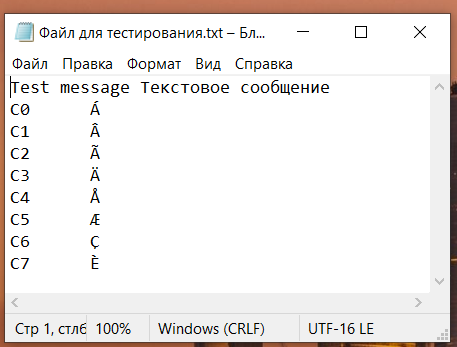 Файл для тестирования.txt – Бл...
Файл Правка Формат Вид Справка
Test message Текстовое сообщение
C0 Á
C1 Â
C2 Ã
C3 Ä
C4 Å
C5 Æ
C6 Ç
C7 È
Стр 1, стлб 100% Windows (CRLF) UTF-16 LE